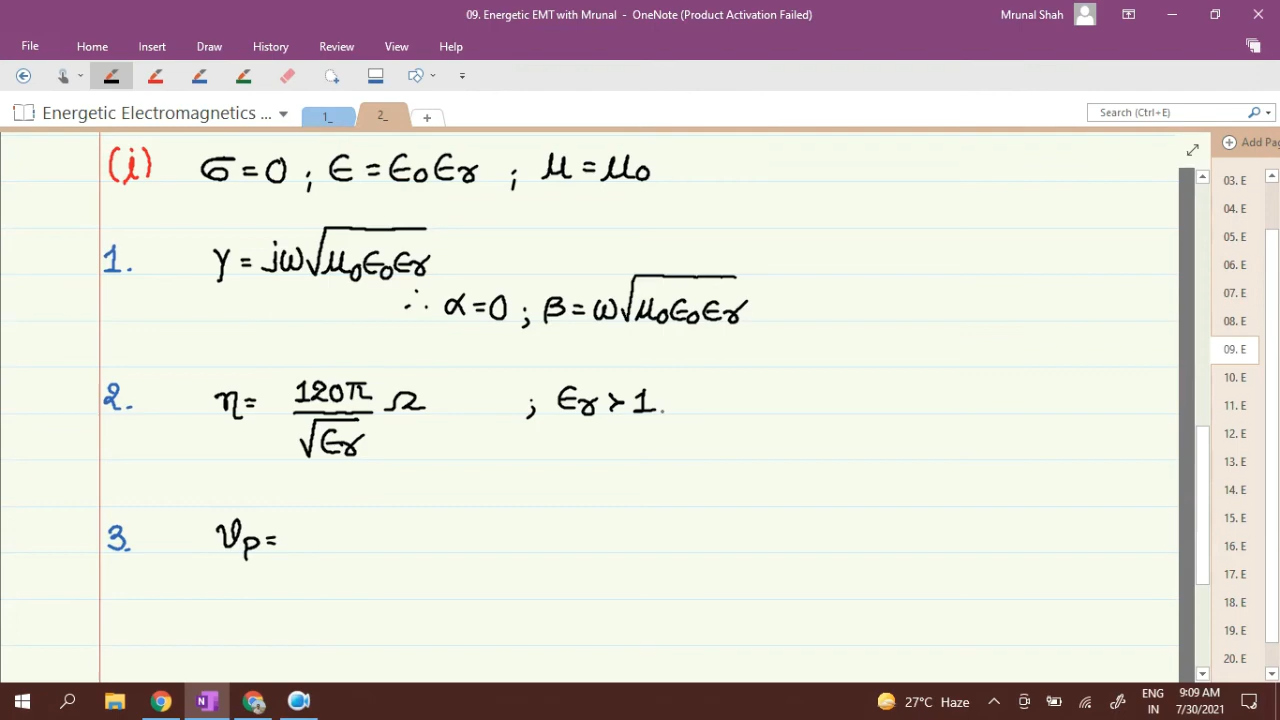 09. Energetic EMT with Mrunal - OneNote (Product Activation Failed)
Mrunal Shah
File Home Insert Draw History Review View Help
Energetic Electromagnetics ... 1_ 2_
Search (Ctrl+E)
Add Pag
(i) σ = 0 ; ϵ = ϵ₀ϵᵣ ; μ = μ₀
1. γ = jω√(μ₀ϵ₀ϵᵣ)
∴ α = 0 ; β = ω√(μ₀ϵ₀ϵᵣ)
2. η = 120π/√ϵᵣ Ω ; ϵᵣ > 1.
3. 𝑣ₚ =
03. E
04. E
05. E
06. E
07. E
08. E
09. E
10. E
11. E
12. E
13. E
14. E
15. E
16. E
17. E
18. E
19. E
20. E
27°C Haze
ENG
IN
9:09 AM
7/30/2021